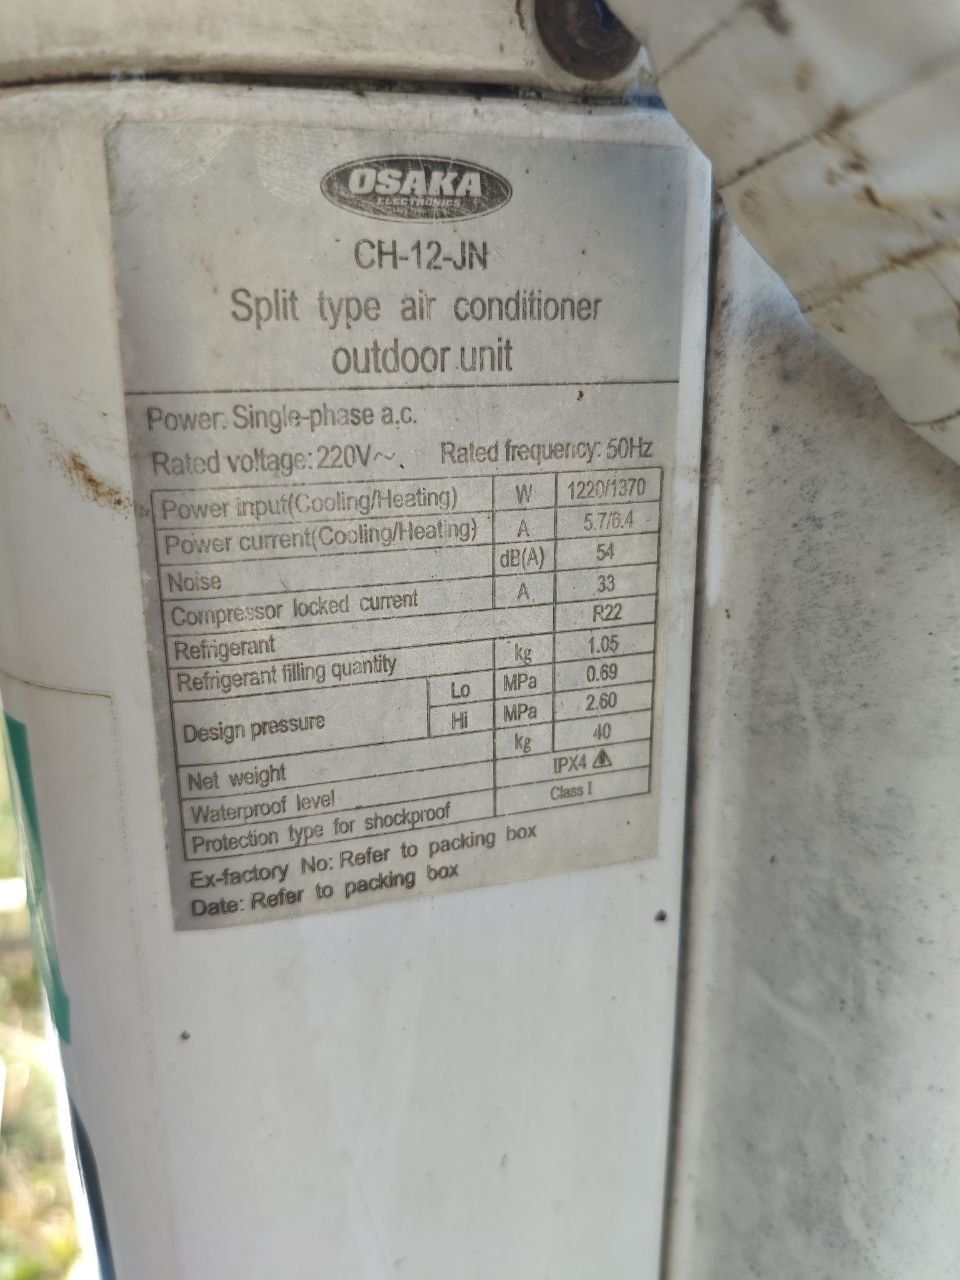 OSAKA
ELECTRONICS
CH-12-JN
Split type air conditioner
outdoor unit
Power: Single-phase a.c.
Rated voltage: 220V~. Rated frequency: 50Hz
Power input(Cooling/Heating) W 1220/1370
Power current(Cooling/Heating) A 5.7/6.4
Noise dB(A) 54
Compressor locked current A 33
Refrigerant R22
Refrigerant filling quantity kg 1.05
Design pressure Lo MPa 0.69
Hi MPa 2.60
Net weight kg 40
Waterproof level IPX4
Protection type for shockproof Class I
Ex-factory No: Refer to packing box
Date: Refer to packing box